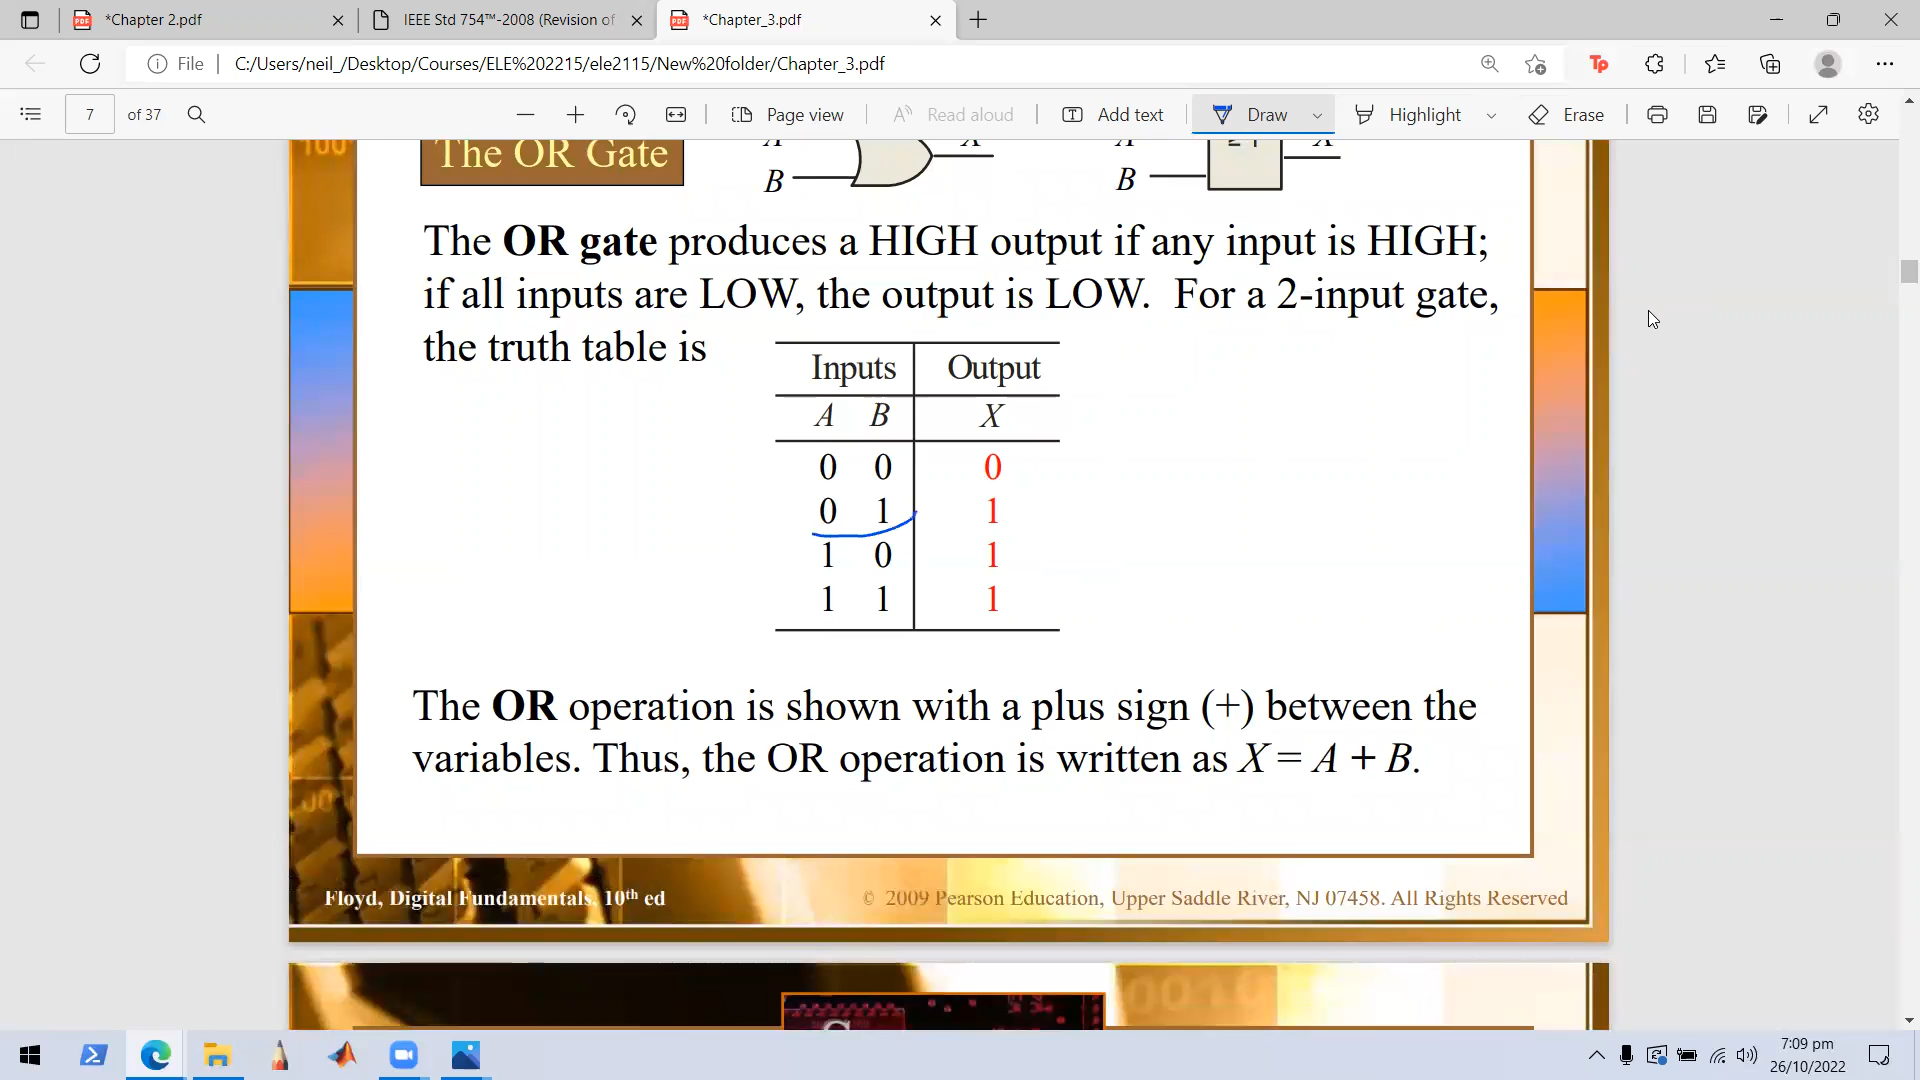 *Chapter 2.pdf
IEEE Std 754™-2008 (Revision of
*Chapter_3.pdf
File
C:/Users/neil_/Desktop/Courses/ELE%202215/ele2115/New%20folder/Chapter_3.pdf
7 of 37
Page view
Read aloud
Add text
Draw
Highlight
Erase
The OR Gate
A X A X
B B
The OR gate produces a HIGH output if any input is HIGH;
if all inputs are LOW, the output is LOW. For a 2-input gate,
the truth table is
Inputs Output
A B X
0 0 0
0 1 1
1 0 1
1 1 1
The OR operation is shown with a plus sign (+) between the
variables. Thus, the OR operation is written as X = A + B.
Floyd, Digital Fundamentals, 10th ed
© 2009 Pearson Education, Upper Saddle River, NJ 07458. All Rights Reserved
7:09 pm
26/10/2022